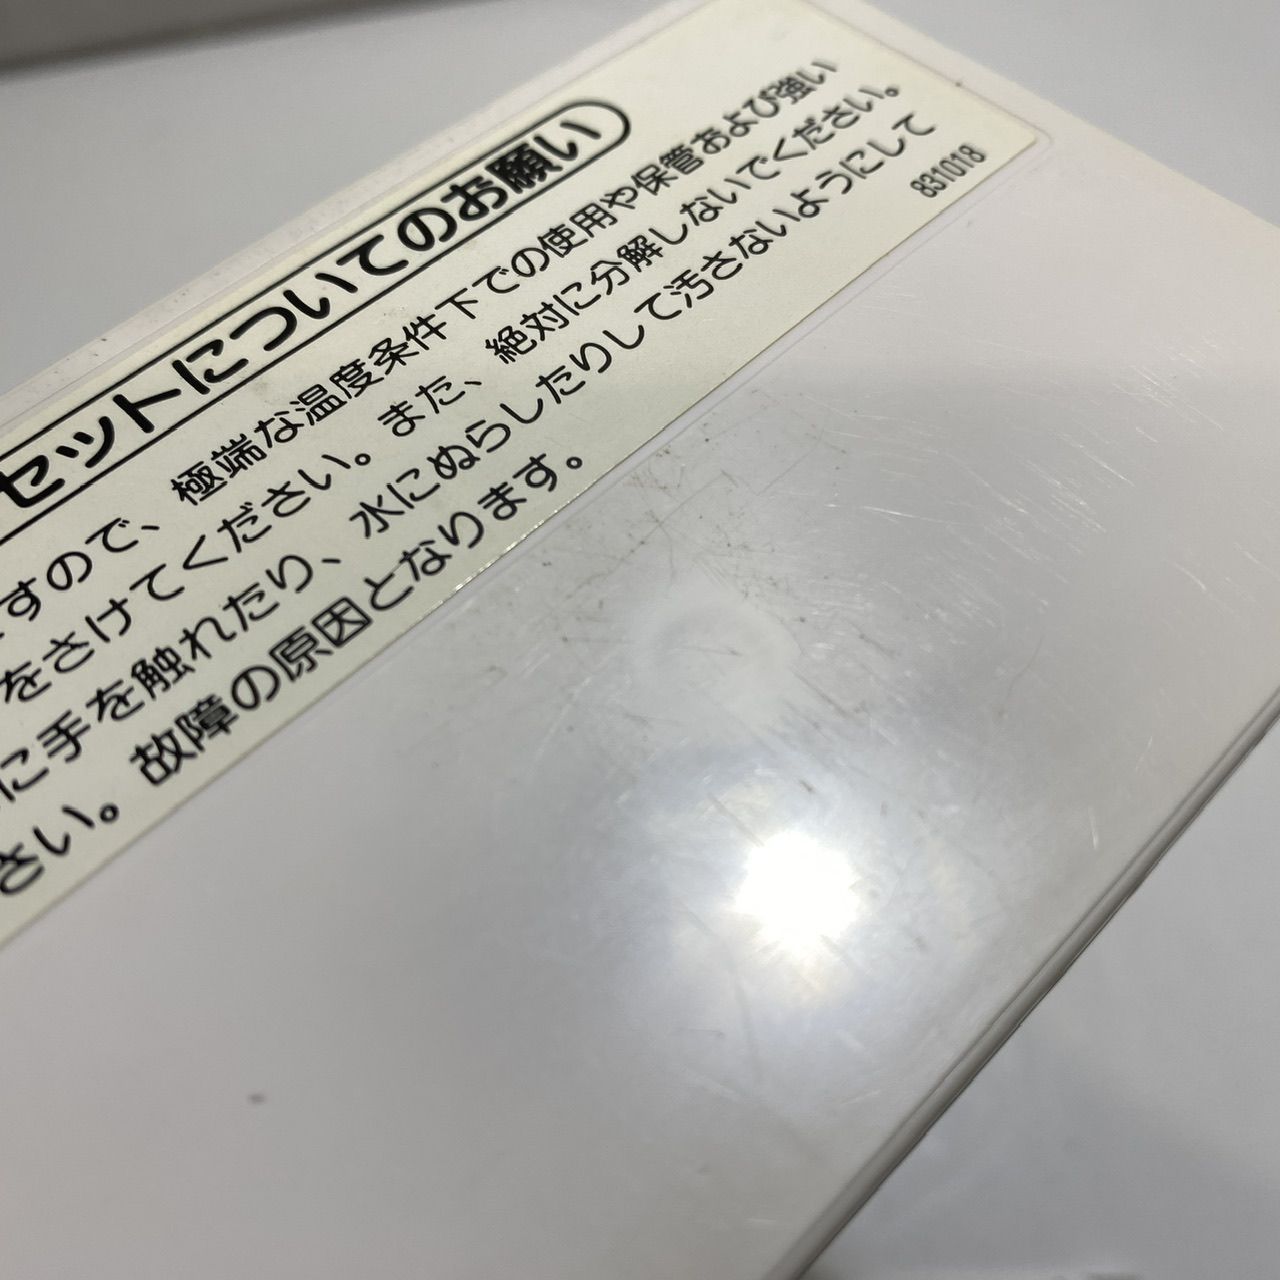 セットについてのお願い
すので、極端な温度条件下での使用や保管および強い
をさけてください。また、絶対に分解しないでください。
に手を触れたり、水にぬらしたりして汚さないようにして
さい。故障の原因となります。
831018